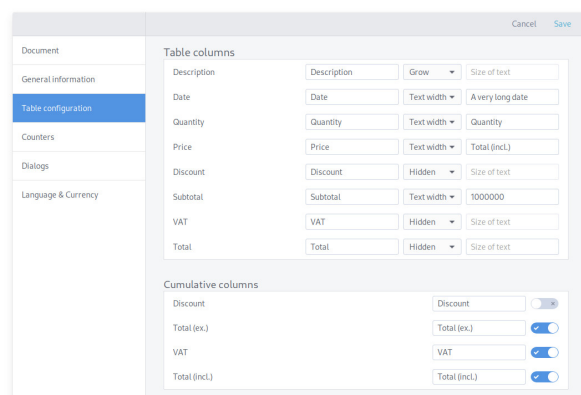 Cancel Save
Document
General information
Table configuration
Counters
Dialogs
Language & Currency
Table columns
Description Description Grow Size of text
Date Date Text width A very long date
Quantity Quantity Text width Quantity
Price Price Text width Total (incl.)
Discount Discount Hidden Size of text
Subtotal Subtotal Text width 1000000
VAT VAT Hidden Size of text
Total Total Hidden Size of text
Cumulative columns
Discount Discount
Total (ex.) Total (ex.)
VAT VAT
Total (incl.) Total (incl.)